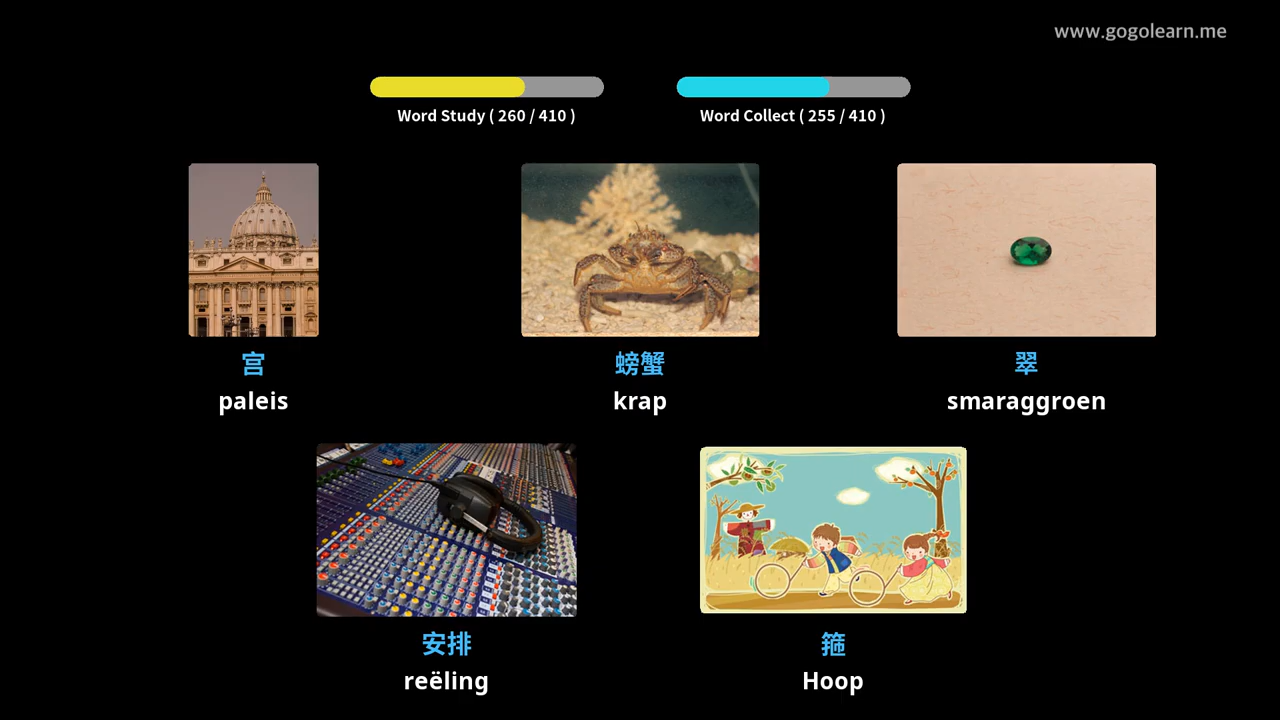 www.gogolearn.me
Word Study ( 260 / 410 )
Word Collect ( 255 / 410 )
宫
paleis
螃蟹
krap
翠
smaraggroen
安排
reëling
箍
Hoop